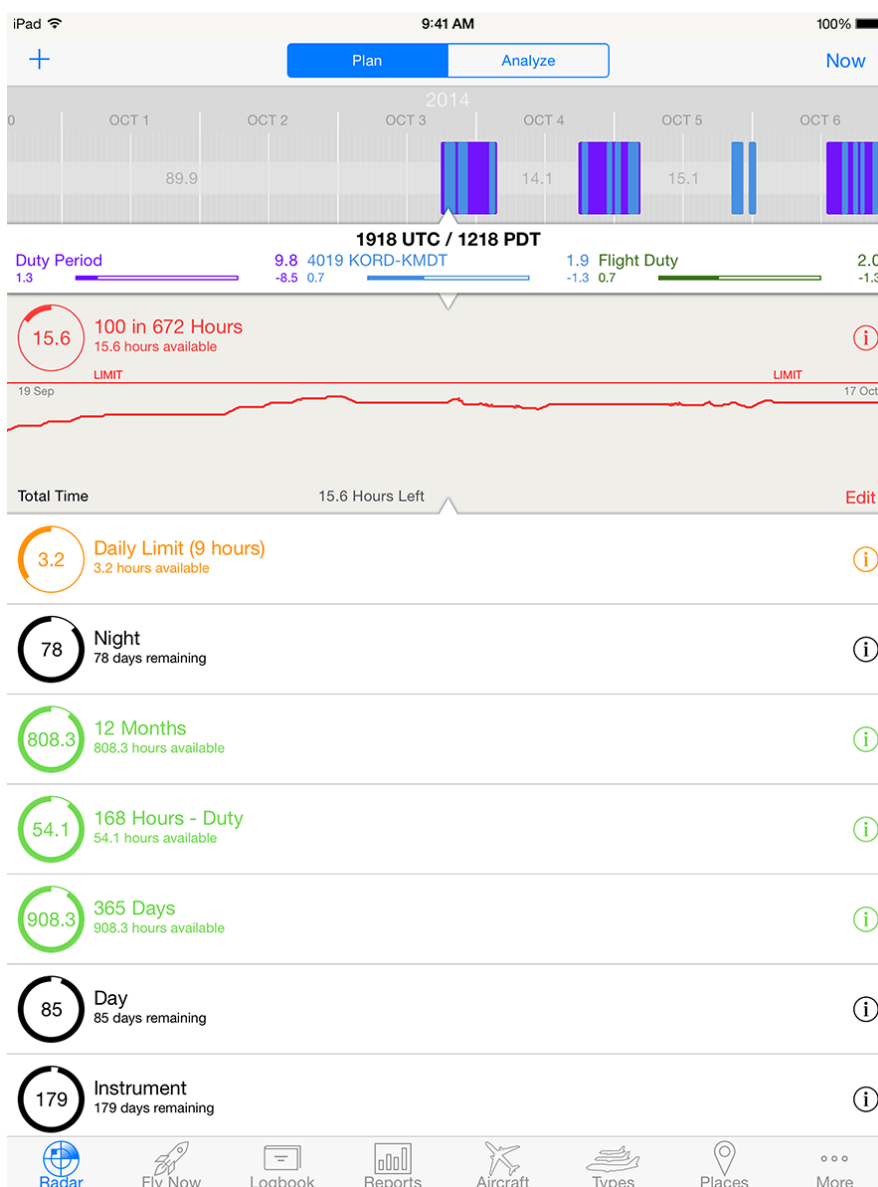 iPad 9:41 AM 100%
Plan Analyze Now
2014
0 OCT 1 OCT 2 OCT 3 OCT 4 OCT 5 OCT 6
89.9 14.1 15.1
1918 UTC / 1218 PDT
Duty Period 9.8 4019 KORD-KMDT 1.9 Flight Duty 2.0
1.3 -8.5 0.7 -1.3 0.7 -1.3
15.6
100 in 672 Hours
15.6 hours available
LIMIT LIMIT
19 Sep 17 Oct
Total Time 15.6 Hours Left Edit
3.2
Daily Limit (9 hours)
3.2 hours available
78
Night
78 days remaining
808.3
12 Months
808.3 hours available
54.1
168 Hours - Duty
54.1 hours available
908.3
365 Days
908.3 hours available
85
Day
85 days remaining
179
Instrument
179 days remaining
Radar Fly Now Logbook Reports Aircraft Types Places More